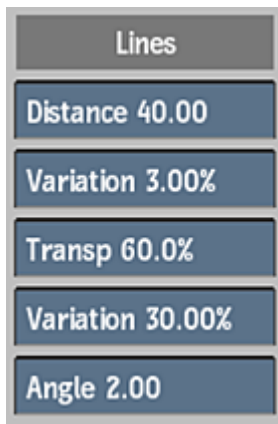 Lines
Distance 40.00
Variation 3.00%
Transp 60.0%
Variation 30.00%
Angle 2.00